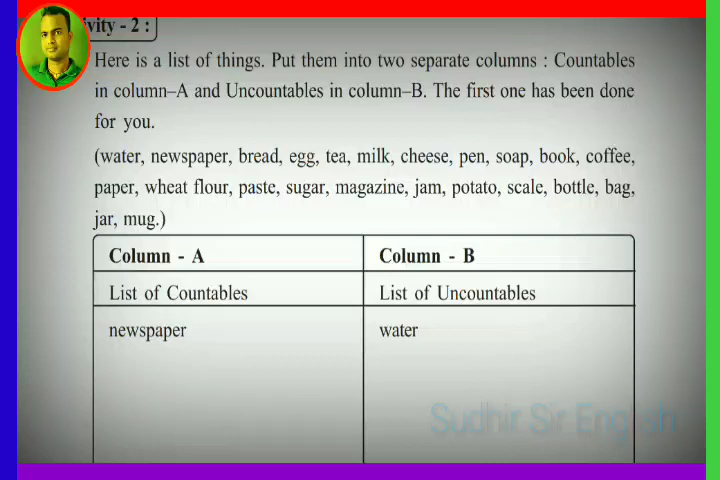 ivity - 2 :
Here is a list of things. Put them into two separate columns : Countables
in column–A and Uncountables in column–B. The first one has been done
for you.
(water, newspaper, bread, egg, tea, milk, cheese, pen, soap, book, coffee,
paper, wheat flour, paste, sugar, magazine, jam, potato, scale, bottle, bag,
jar, mug.)
Column - A Column - B
List of Countables List of Uncountables
newspaper water
Sudhir Sir English